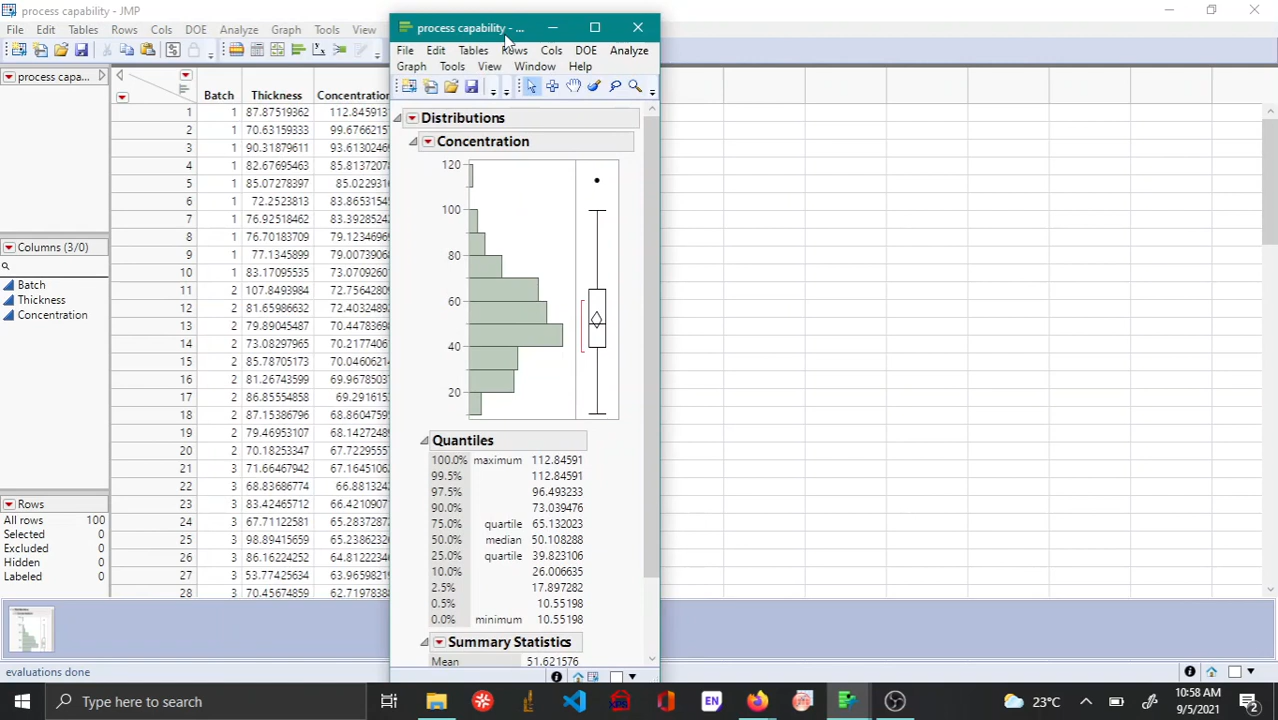 process capability - JMP
process capability - ...
File Edit Tables Rows Cols DOE Analyze Graph Tools View
File Edit Tables Rows Cols DOE Analyze
Graph Tools View Window Help
process capa...
Batch Thickness Concentration
1 1 87.87519362 112.845913
2 1 70.63159333 99.6766215
3 1 90.31879611 93.6130246
4 1 82.67695463 85.8137207
5 1 85.07278397 85.0229316
6 1 72.2523813 83.8653145
7 1 76.92518462 83.3928524
8 1 76.70183709 79.1234696
9 1 77.1345899 79.0073906
10 1 83.17095535 73.0709260
11 2 107.8493984 72.7564280
12 2 81.65986632 72.4032489
13 2 79.89045487 70.4478369
14 2 73.08297965 70.2177406
15 2 85.78705173 70.0460621
16 2 81.26743599 69.9678503
17 2 86.85554858 69.291615
18 2 87.15386796 68.8604759
19 2 79.46953107 68.1427248
20 2 70.18253347 67.7229555
21 3 71.66467942 67.1645106
22 3 68.83686774 66.881324
23 3 83.42465712 66.4210907
24 3 67.71122581 65.2837287
25 3 98.89415659 65.2386232
26 3 86.16224252 64.8122234
27 3 53.77425634 63.9659821
28 3 70.45674859 62.7197838
Columns (3/0)
Batch
Thickness
Concentration
Rows
All rows 100
Selected 0
Excluded 0
Hidden 0
Labeled 0
Distributions
Concentration
120
100
80
60
40
20
Quantiles
100.0% maximum 112.84591
99.5% 112.84591
97.5% 96.493233
90.0% 73.039476
75.0% quartile 65.132023
50.0% median 50.108288
25.0% quartile 39.823106
10.0% 26.006635
2.5% 17.897282
0.5% 10.55198
0.0% minimum 10.55198
Summary Statistics
Mean 51.621576
evaluations done
Type here to search
EN
23°C
10:58 AM
9/5/2021
2